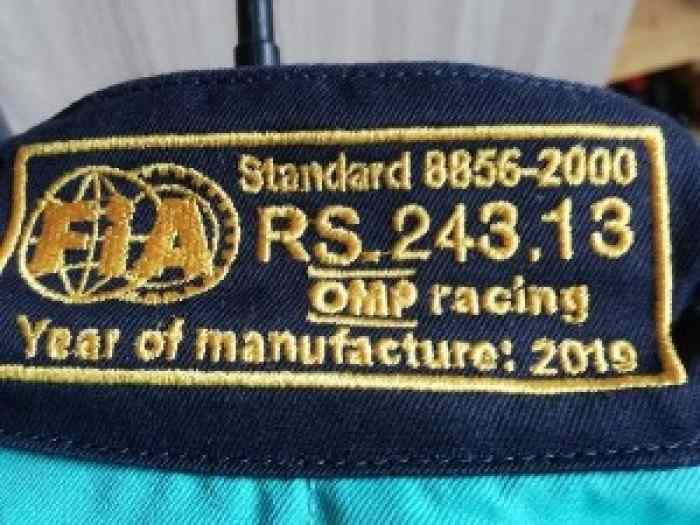 FIA
Standard 8856-2000
RS.243.13
OMP racing
Year of manufacture: 2019